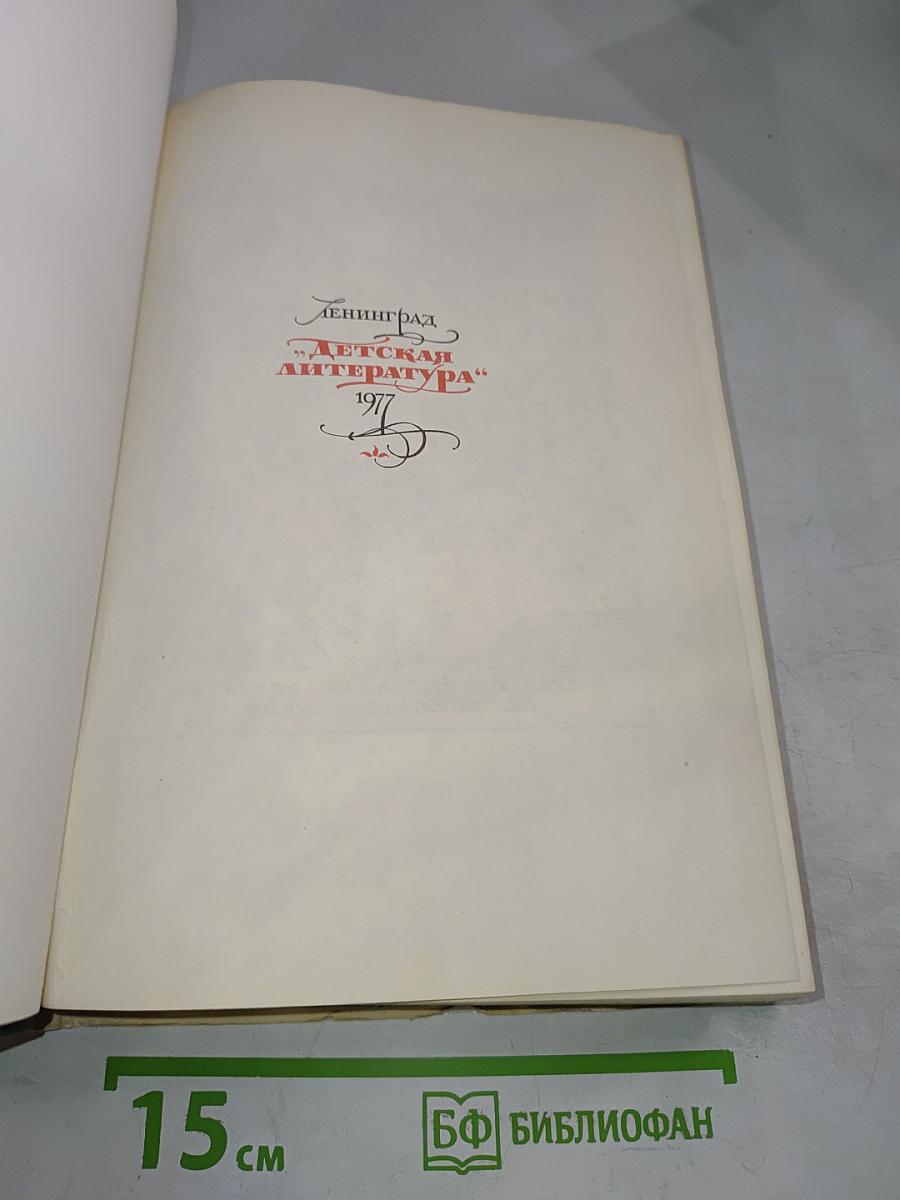 Ленинград
„Детская
литература“
1977
15 см
БФ БИБЛИОФАН